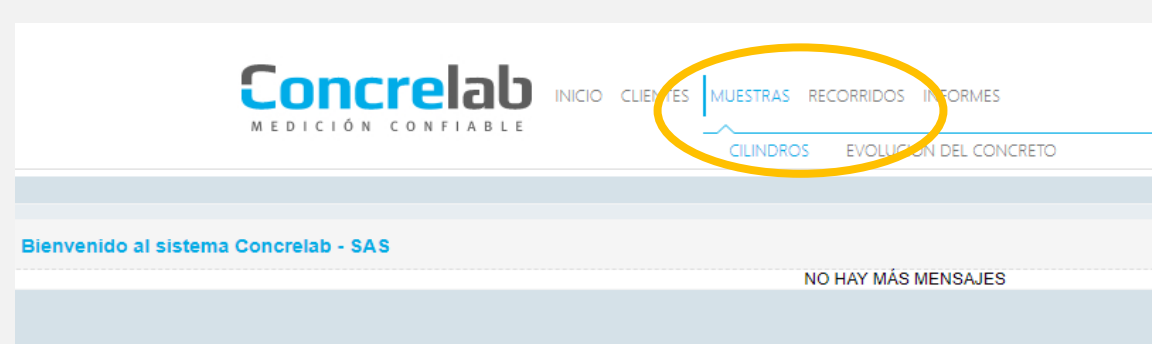 Concrelab
MEDICIÓN CONFIABLE
INICIO CLIENTES MUESTRAS RECORRIDOS INFORMES
CILINDROS EVOLUCIÓN DEL CONCRETO
Bienvenido al sistema Concrelab - SAS
NO HAY MÁS MENSAJES